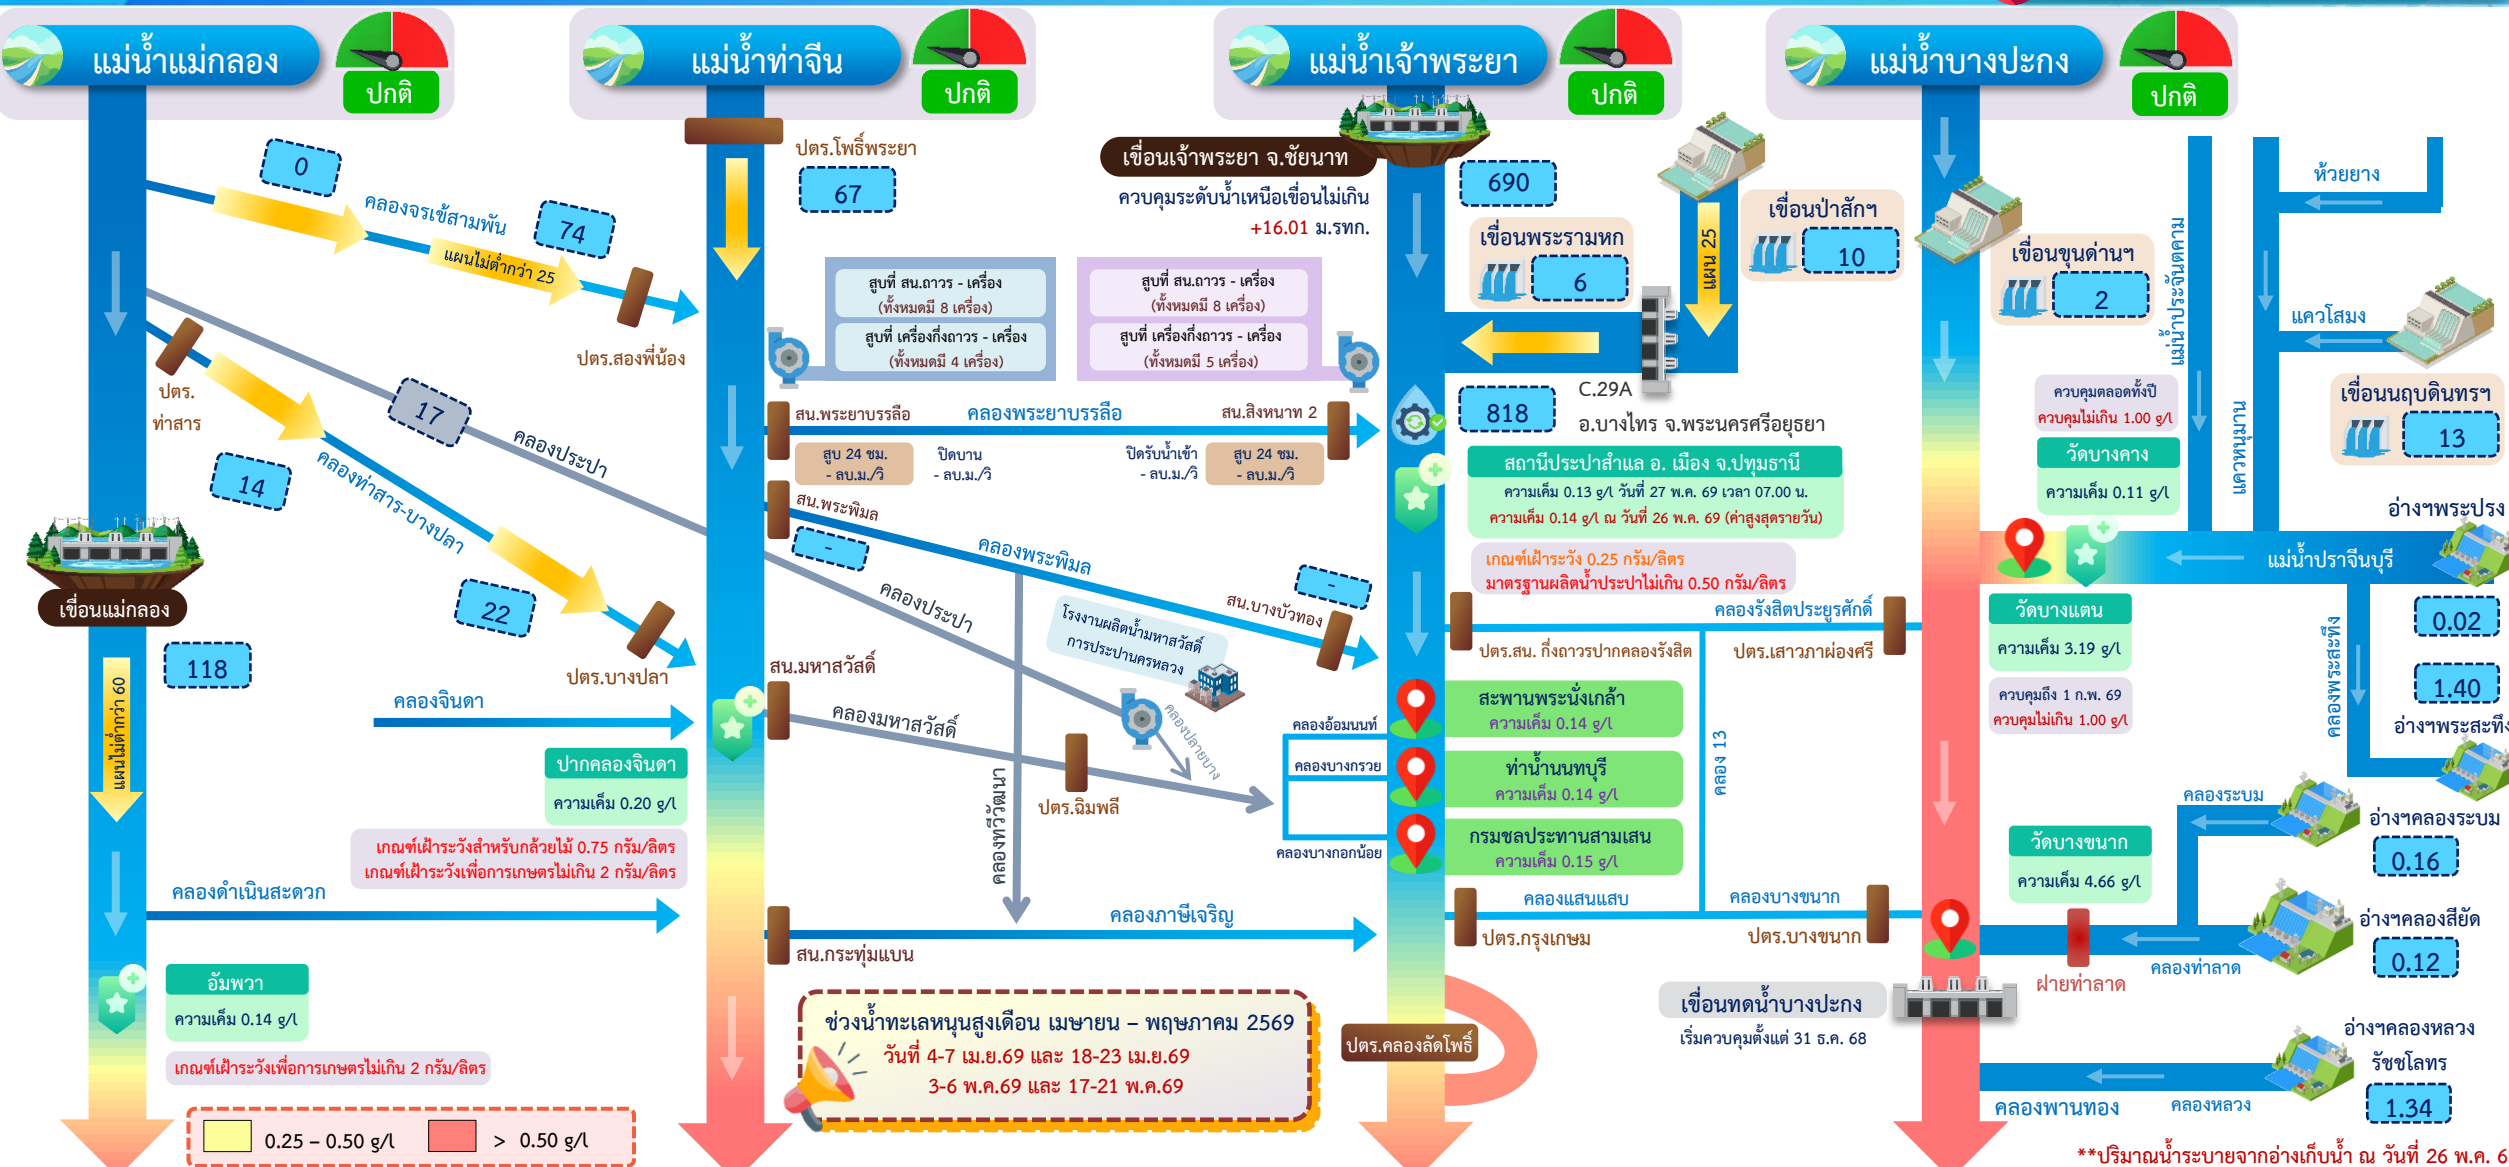 แม่น้ำแม่กลอง
ปกติ
แม่น้ำท่าจีน
ปกติ
แม่น้ำเจ้าพระยา
ปกติ
แม่น้ำบางปะกง
ปกติ
0
คลองจรเข้สามพัน
74
แผนไม่ต่ำกว่า 25
ปตร.สองพี่น้อง
ปตร.
ท่าสาร
17
คลองประปา
14
คลองท่าสาร-บางปลา
22
ปตร.บางปลา
เขื่อนแม่กลอง
118
แผนไม่ต่ำกว่า 60
คลองจินดา
ปากคลองจินดา
ความเค็ม 0.20 g/l
เกณฑ์เฝ้าระวังสำหรับกล้วยไม้ 0.75 กรัม/ลิตร
เกณฑ์เฝ้าระวังเพื่อการเกษตรไม่เกิน 2 กรัม/ลิตร
คลองดำเนินสะดวก
อัมพวา
ความเค็ม 0.14 g/l
เกณฑ์เฝ้าระวังเพื่อการเกษตรไม่เกิน 2 กรัม/ลิตร
0.25 – 0.50 g/l
> 0.50 g/l
ปตร.โพธิ์พระยา
67
เขื่อนเจ้าพระยา จ.ชัยนาท
ควบคุมระดับน้ำเหนือเขื่อนไม่เกิน
+16.01 ม.รทก.
690
สูบที่ สน.ถาวร - เครื่อง
(ทั้งหมดมี 8 เครื่อง)
สูบที่ เครื่องกึ่งถาวร - เครื่อง
(ทั้งหมดมี 4 เครื่อง)
สูบที่ สน.ถาวร - เครื่อง
(ทั้งหมดมี 8 เครื่อง)
สูบที่ เครื่องกึ่งถาวร - เครื่อง
(ทั้งหมดมี 5 เครื่อง)
สน.พระยาบรรลือ
คลองพระยาบรรลือ
สน.สิงหนาท 2
สูบ 24 ชม.
- ลบ.ม./วิ
ปิดบาน
- ลบ.ม./วิ
ปิดรับน้ำเข้า
- ลบ.ม./วิ
สูบ 24 ชม.
- ลบ.ม./วิ
สน.พระพิมล
-
คลองพระพิมล
-
สน.บางบัวทอง
คลองประปา
โรงงานผลิตน้ำมหาสวัสดิ์
การประปานครหลวง
สน.มหาสวัสดิ์
คลองมหาสวัสดิ์
คลองปลายบาง
ปตร.ฉิมพลี
คลองทวีวัฒนา
คลองภาษีเจริญ
สน.กระทุ่มแบน
ช่วงน้ำทะเลหนุนสูงเดือน เมษายน – พฤษภาคม 2569
วันที่ 4-7 เม.ย.69 และ 18-23 เม.ย.69
3-6 พ.ค.69 และ 17-21 พ.ค.69
เขื่อนพระรามหก
6
แผน 25
เขื่อนป่าสักฯ
10
818
C.29A
อ.บางไทร จ.พระนครศรีอยุธยา
สถานีประปาสำแล อ. เมือง จ.ปทุมธานี
ความเค็ม 0.13 g/l วันที่ 27 พ.ค. 69 เวลา 07.00 น.
ความเค็ม 0.14 g/l ณ วันที่ 26 พ.ค. 69 (ค่าสูงสุดรายวัน)
เกณฑ์เฝ้าระวัง 0.25 กรัม/ลิตร
มาตรฐานผลิตน้ำประปาไม่เกิน 0.50 กรัม/ลิตร
คลองรังสิตประยูรศักดิ์
ปตร.สน. กึ่งถาวรปากคลองรังสิต
ปตร.เสาวภาผ่องศรี
คลองอ้อมนนท์
คลองบางกรวย
คลองบางกอกน้อย
สะพานพระนั่งเกล้า
ความเค็ม 0.14 g/l
ท่าน้ำนนทบุรี
ความเค็ม 0.14 g/l
กรมชลประทานสามเสน
ความเค็ม 0.15 g/l
คลอง 13
คลองแสนแสบ
คลองบางขนาก
ปตร.กรุงเกษม
ปตร.บางขนาก
ปตร.คลองลัดโพธิ์
เขื่อนทดน้ำบางปะกง
เริ่มควบคุมตั้งแต่ 31 ธ.ค. 68
เขื่อนขุนด่านฯ
2
แม่น้ำประจันตคาม
ห้วยยาง
แควโสมง
แควหนุมาน
เขื่อนนฤบดินทรฯ
13
ควบคุมตลอดทั้งปี
ควบคุมไม่เกิน 1.00 g/l
วัดบางคาง
ความเค็ม 0.11 g/l
อ่างฯพระปรง
แม่น้ำปราจีนบุรี
0.02
วัดบางแตน
ความเค็ม 3.19 g/l
ควบคุมถึง 1 ก.พ. 69
ควบคุมไม่เกิน 1.00 g/l
คลองพระสะทึง
1.40
อ่างฯพระสะทึง
คลองระบม
อ่างฯคลองระบม
0.16
วัดบางขนาก
ความเค็ม 4.66 g/l
อ่างฯคลองสียัด
0.12
คลองท่าลาด
ฝายท่าลาด
อ่างฯคลองหลวง
รัชชโลทร
1.34
คลองพานทอง
คลองหลวง
**ปริมาณน้ำระบายจากอ่างเก็บน้ำ ณ วันที่ 26 พ.ค. 6